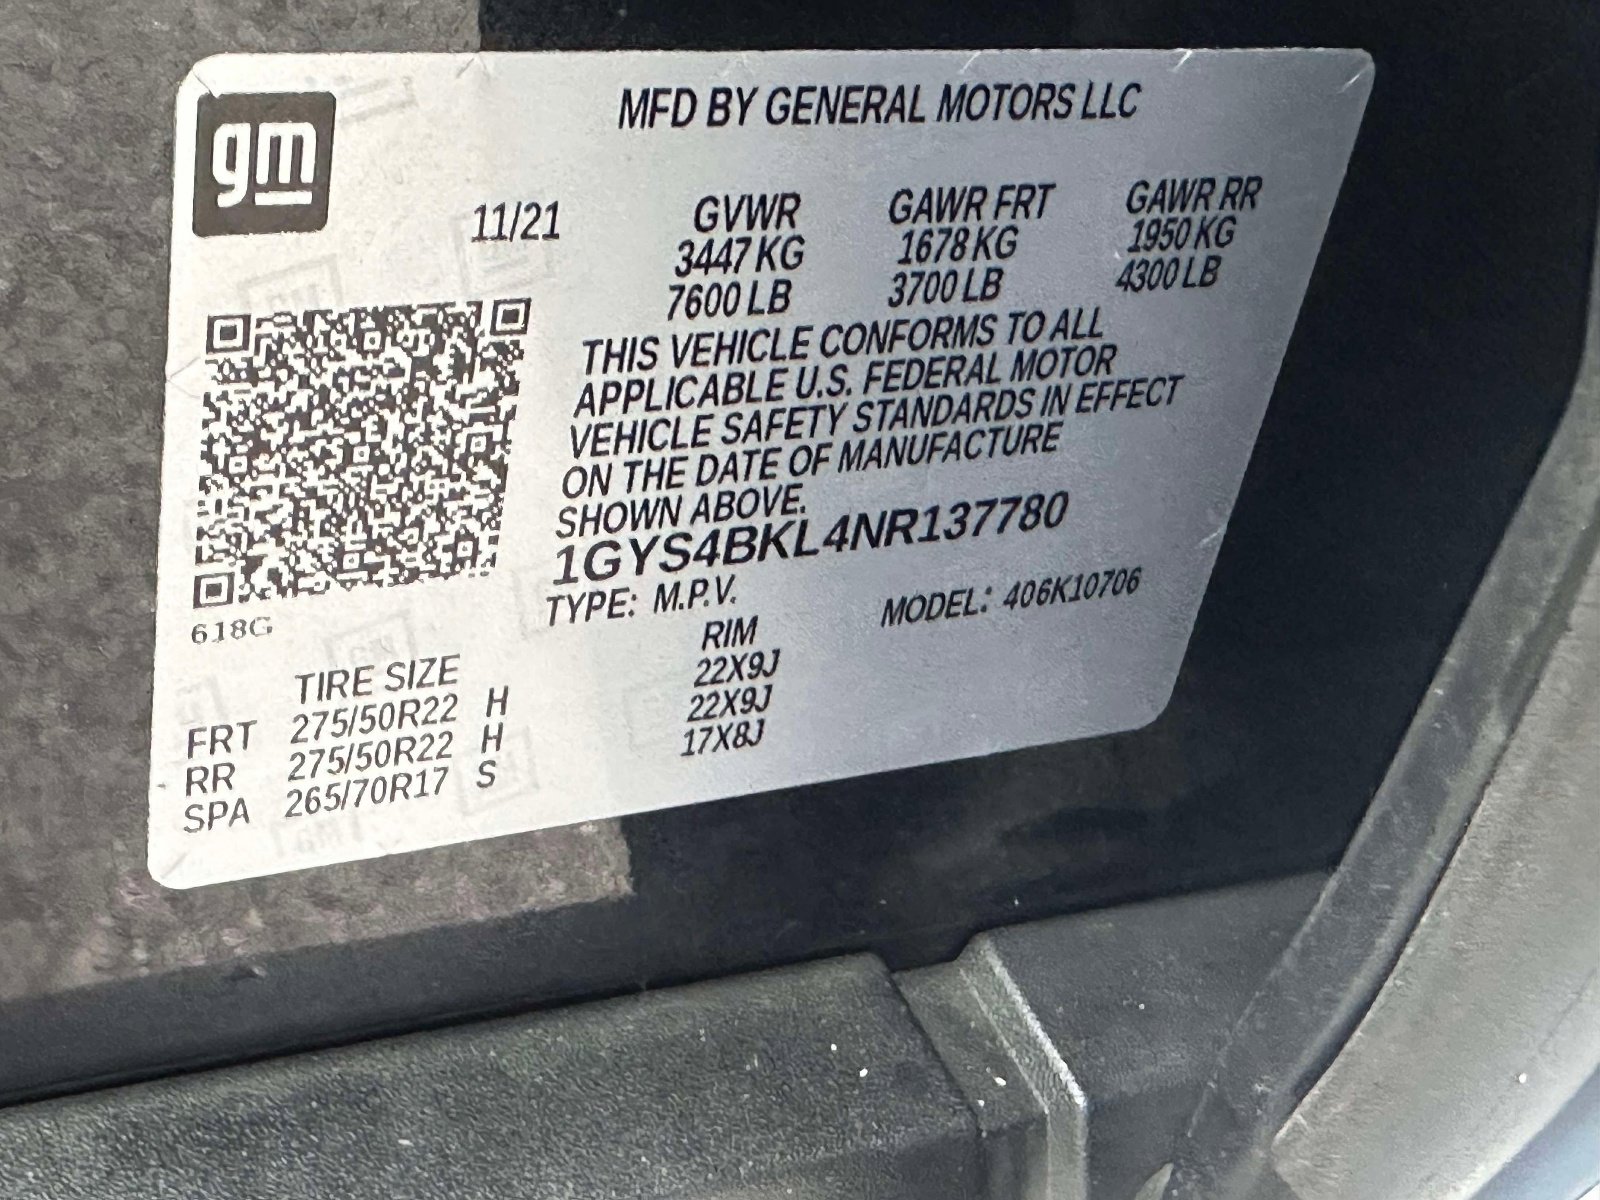 gm
MFD BY GENERAL MOTORS LLC
11/21 GVWR GAWR FRT GAWR RR
3447 KG 1678 KG 1950 KG
7600 LB 3700 LB 4300 LB
THIS VEHICLE CONFORMS TO ALL
APPLICABLE U.S. FEDERAL MOTOR
VEHICLE SAFETY STANDARDS IN EFFECT
ON THE DATE OF MANUFACTURE
SHOWN ABOVE.
1GYS4BKL4NR137780
TYPE: M.P.V. MODEL: 406K10706
618G
TIRE SIZE RIM
FRT 275/50R22 H 22X9J
RR 275/50R22 H 22X9J
SPA 265/70R17 S 17X8J